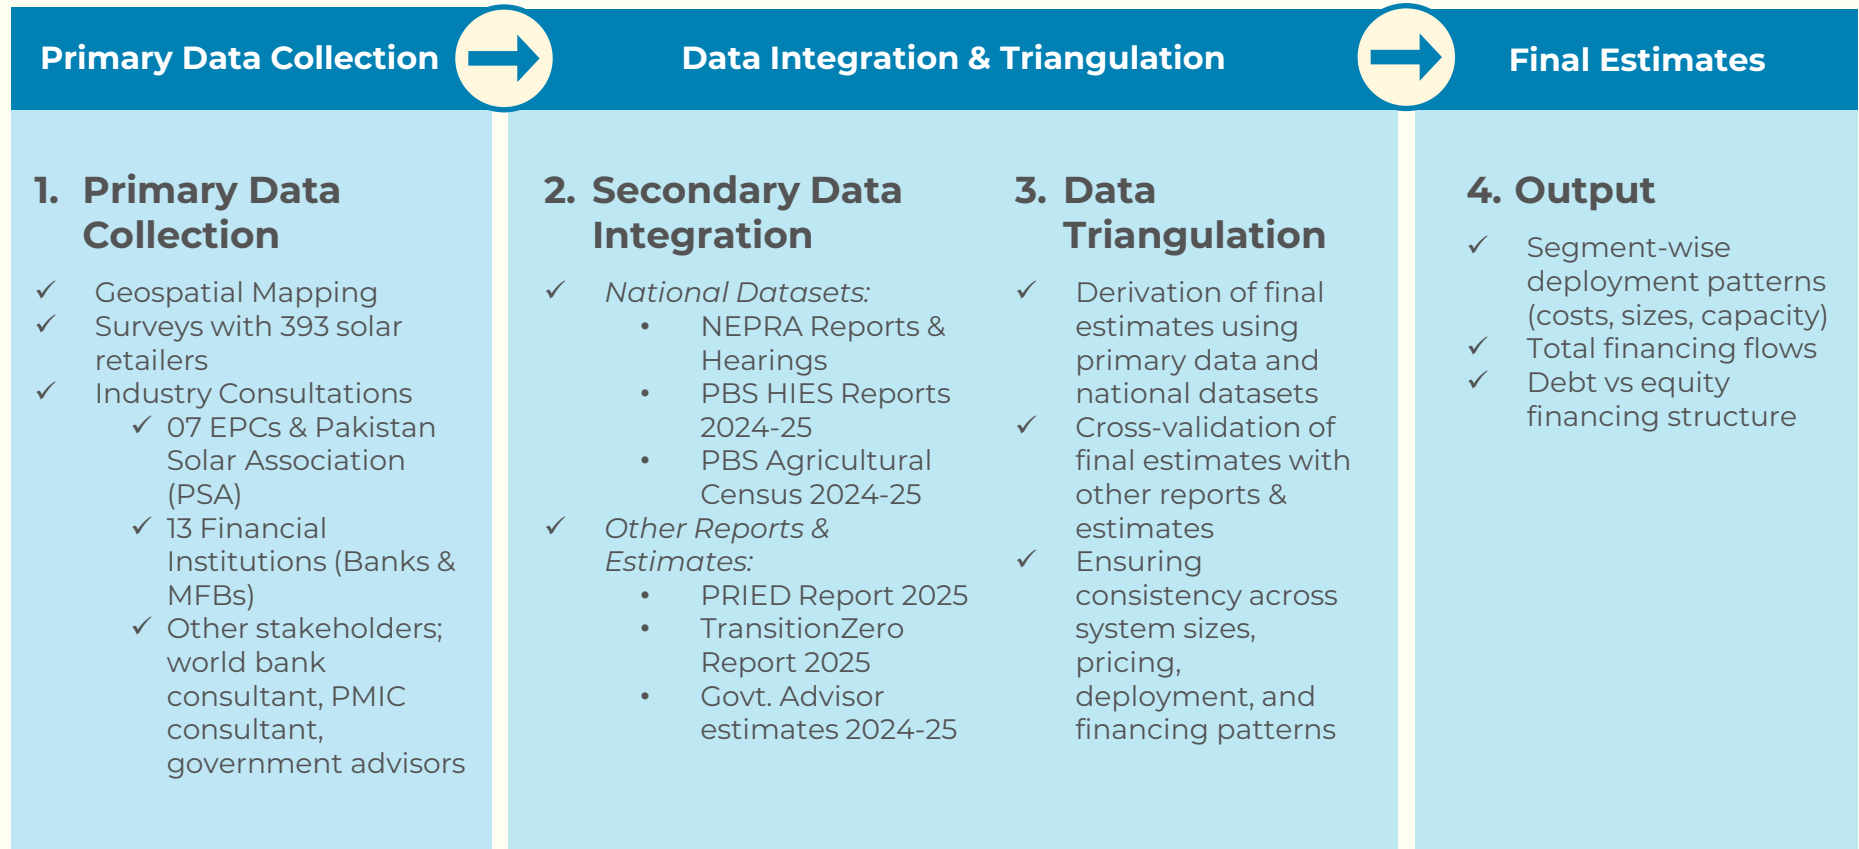 Primary Data Collection
Data Integration & Triangulation
Final Estimates
1. Primary Data
Collection
✓ Geospatial Mapping
✓ Surveys with 393 solar
retailers
✓ Industry Consultations
✓ 07 EPCs & Pakistan
Solar Association
(PSA)
✓ 13 Financial
Institutions (Banks &
MFBs)
✓ Other stakeholders;
world bank
consultant, PMIC
consultant,
government advisors
2. Secondary Data
Integration
✓ National Datasets:
• NEPRA Reports &
Hearings
• PBS HIES Reports
2024-25
• PBS Agricultural
Census 2024-25
✓ Other Reports &
Estimates:
• PRIED Report 2025
• TransitionZero
Report 2025
• Govt. Advisor
estimates 2024-25
3. Data
Triangulation
✓ Derivation of final
estimates using
primary data and
national datasets
✓ Cross-validation of
final estimates with
other reports &
estimates
✓ Ensuring
consistency across
system sizes,
pricing,
deployment, and
financing patterns
4. Output
✓ Segment-wise
deployment patterns
(costs, sizes, capacity)
✓ Total financing flows
✓ Debt vs equity
financing structure